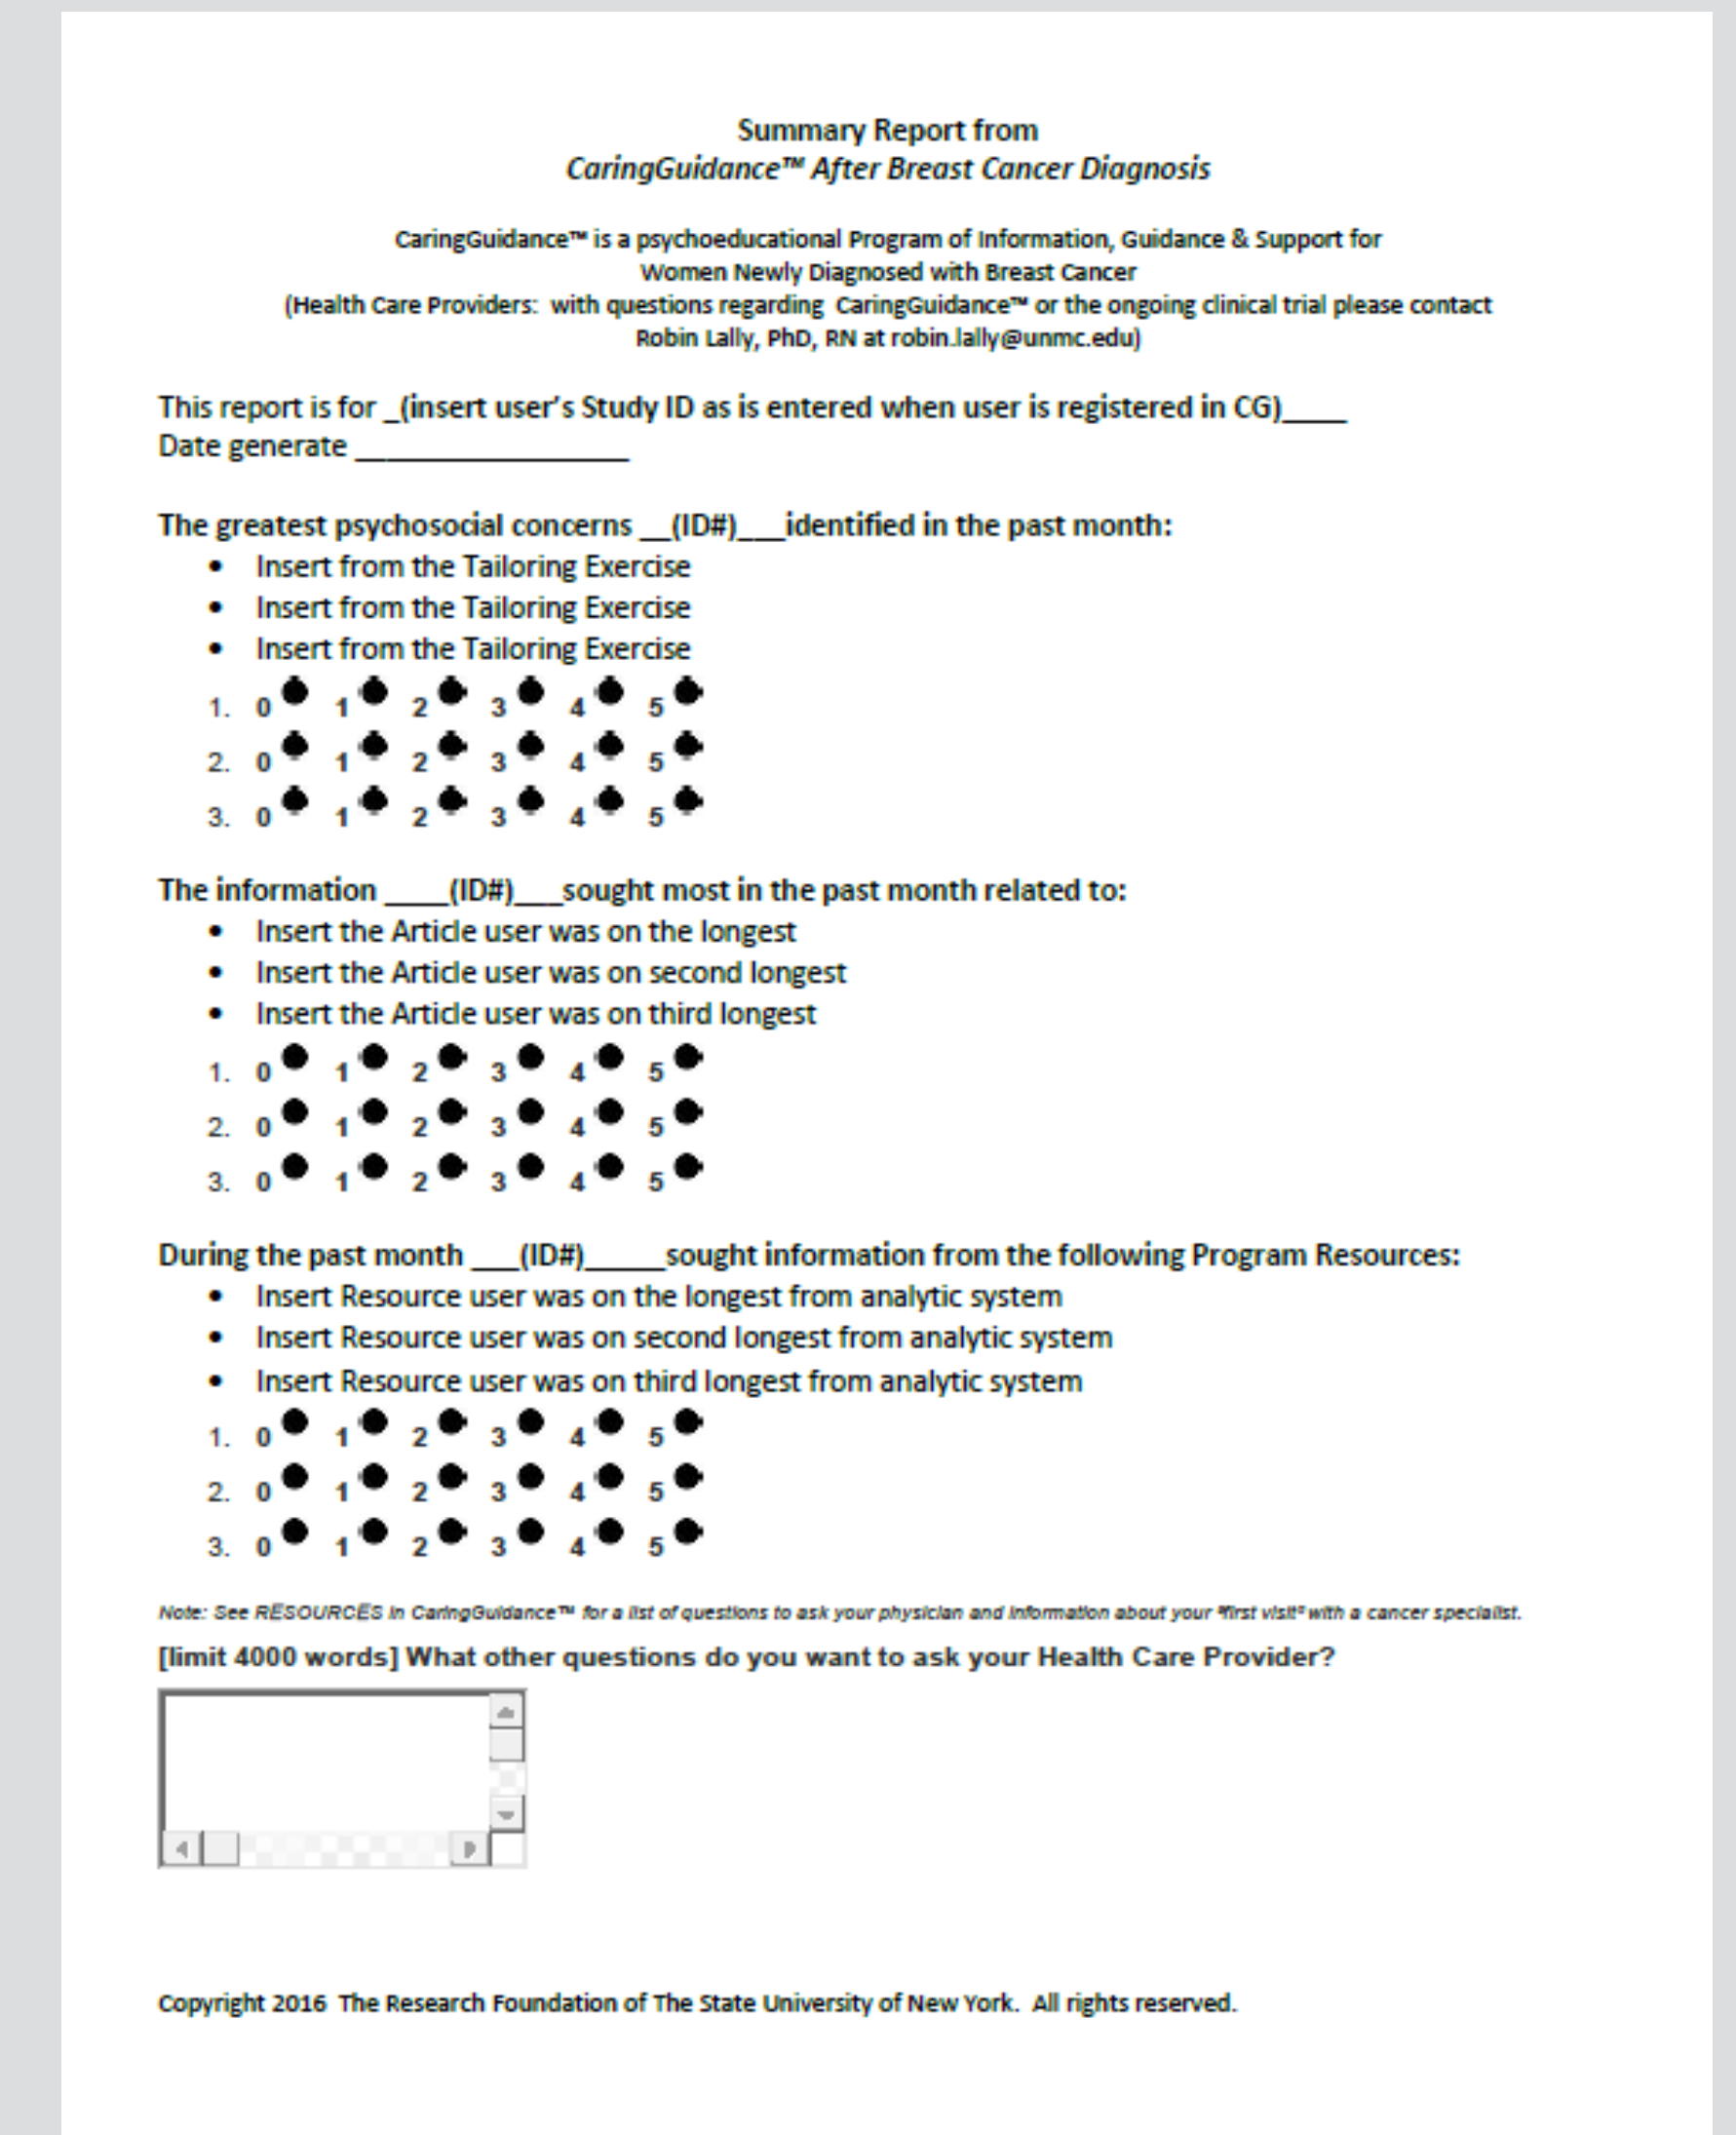 Summary Report from
CaringGuidance™ After Breast Cancer Diagnosis
CaringGuidance™ is a psychoeducational Program of Information, Guidance & Support for
Women Newly Diagnosed with Breast Cancer
(Health Care Providers:  with questions regarding  CaringGuidance™ or the ongoing clinical trial please contact
Robin Lally, PhD, RN at robin.lally@unmc.edu)
This report is for _(insert user's Study ID as is entered when user is registered in CG)____
Date generate _________________
The greatest psychosocial concerns __(ID#)___identified in the past month:
• Insert from the Tailoring Exercise
• Insert from the Tailoring Exercise
• Insert from the Tailoring Exercise
1. 0 1 2 3 4 5
2. 0 1 2 3 4 5
3. 0 1 2 3 4 5
The information ____(ID#)___sought most in the past month related to:
• Insert the Article user was on the longest
• Insert the Article user was on second longest
• Insert the Article user was on third longest
1. 0 1 2 3 4 5
2. 0 1 2 3 4 5
3. 0 1 2 3 4 5
During the past month ___(ID#)_____sought information from the following Program Resources:
• Insert Resource user was on the longest from analytic system
• Insert Resource user was on second longest from analytic system
• Insert Resource user was on third longest from analytic system
1. 0 1 2 3 4 5
2. 0 1 2 3 4 5
3. 0 1 2 3 4 5
Note: See RESOURCES in CaringGuidance™ for a list of questions to ask your physician and information about your "first visit" with a cancer specialist.
[limit 4000 words] What other questions do you want to ask your Health Care Provider?
Copyright 2016  The Research Foundation of The State University of New York.  All rights reserved.